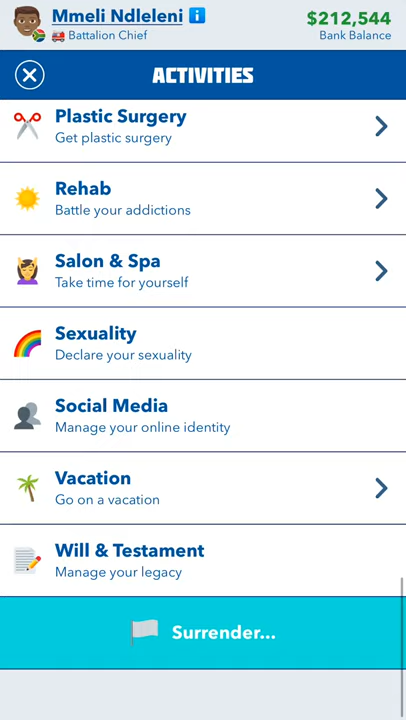 Mmeli Ndleleni
$212,544
Battalion Chief
Bank Balance
ACTIVITIES
Plastic Surgery
Get plastic surgery
Rehab
Battle your addictions
Salon & Spa
Take time for yourself
Sexuality
Declare your sexuality
Social Media
Manage your online identity
Vacation
Go on a vacation
Will & Testament
Manage your legacy
Surrender...